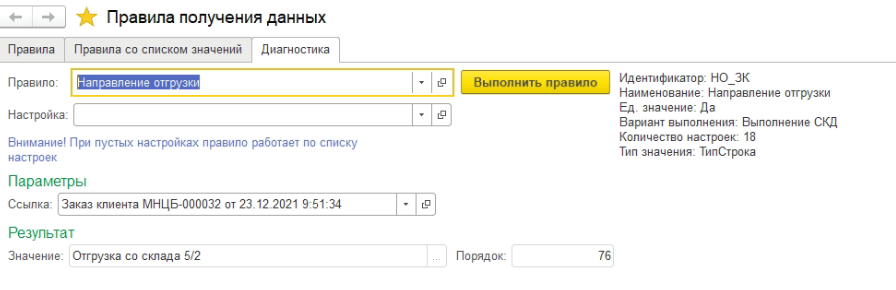 Правила получения данных
Правила Правила со списком значений Диагностика
Правило: Направление отгрузки Выполнить правило
Настройка:
Внимание! При пустых настройках правило работает по списку
настроек
Идентификатор: НО_ЗК
Наименование: Направление отгрузки
Ед. значение: Да
Вариант выполнения: Выполнение СКД
Количество настроек: 18
Тип значения: ТипСтрока
Параметры
Ссылка: Заказ клиента МНЦБ-000032 от 23.12.2021 9:51:34
Результат
Значение: Отгрузка со склада 5/2 ... Порядок: 76